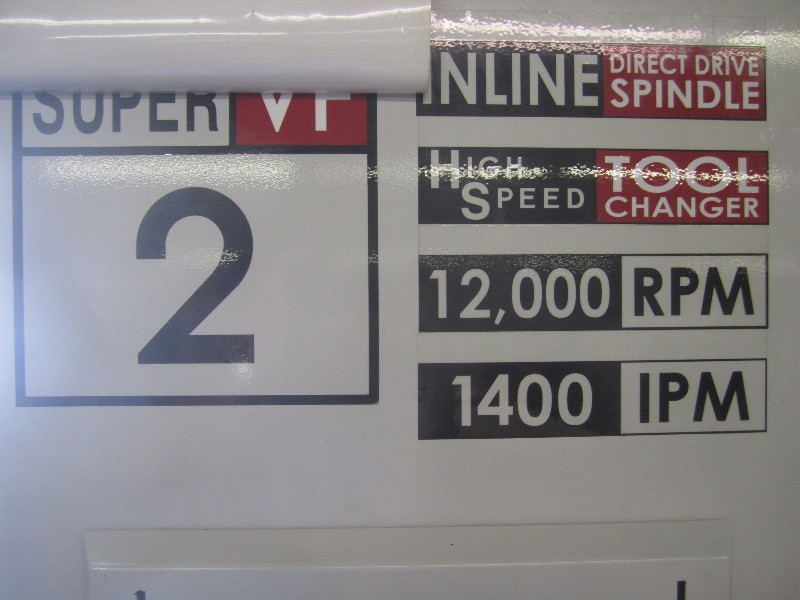 SUPER VF
2
INLINE DIRECT DRIVE SPINDLE
HIGH SPEED TOOL CHANGER
12,000 RPM
1400 IPM